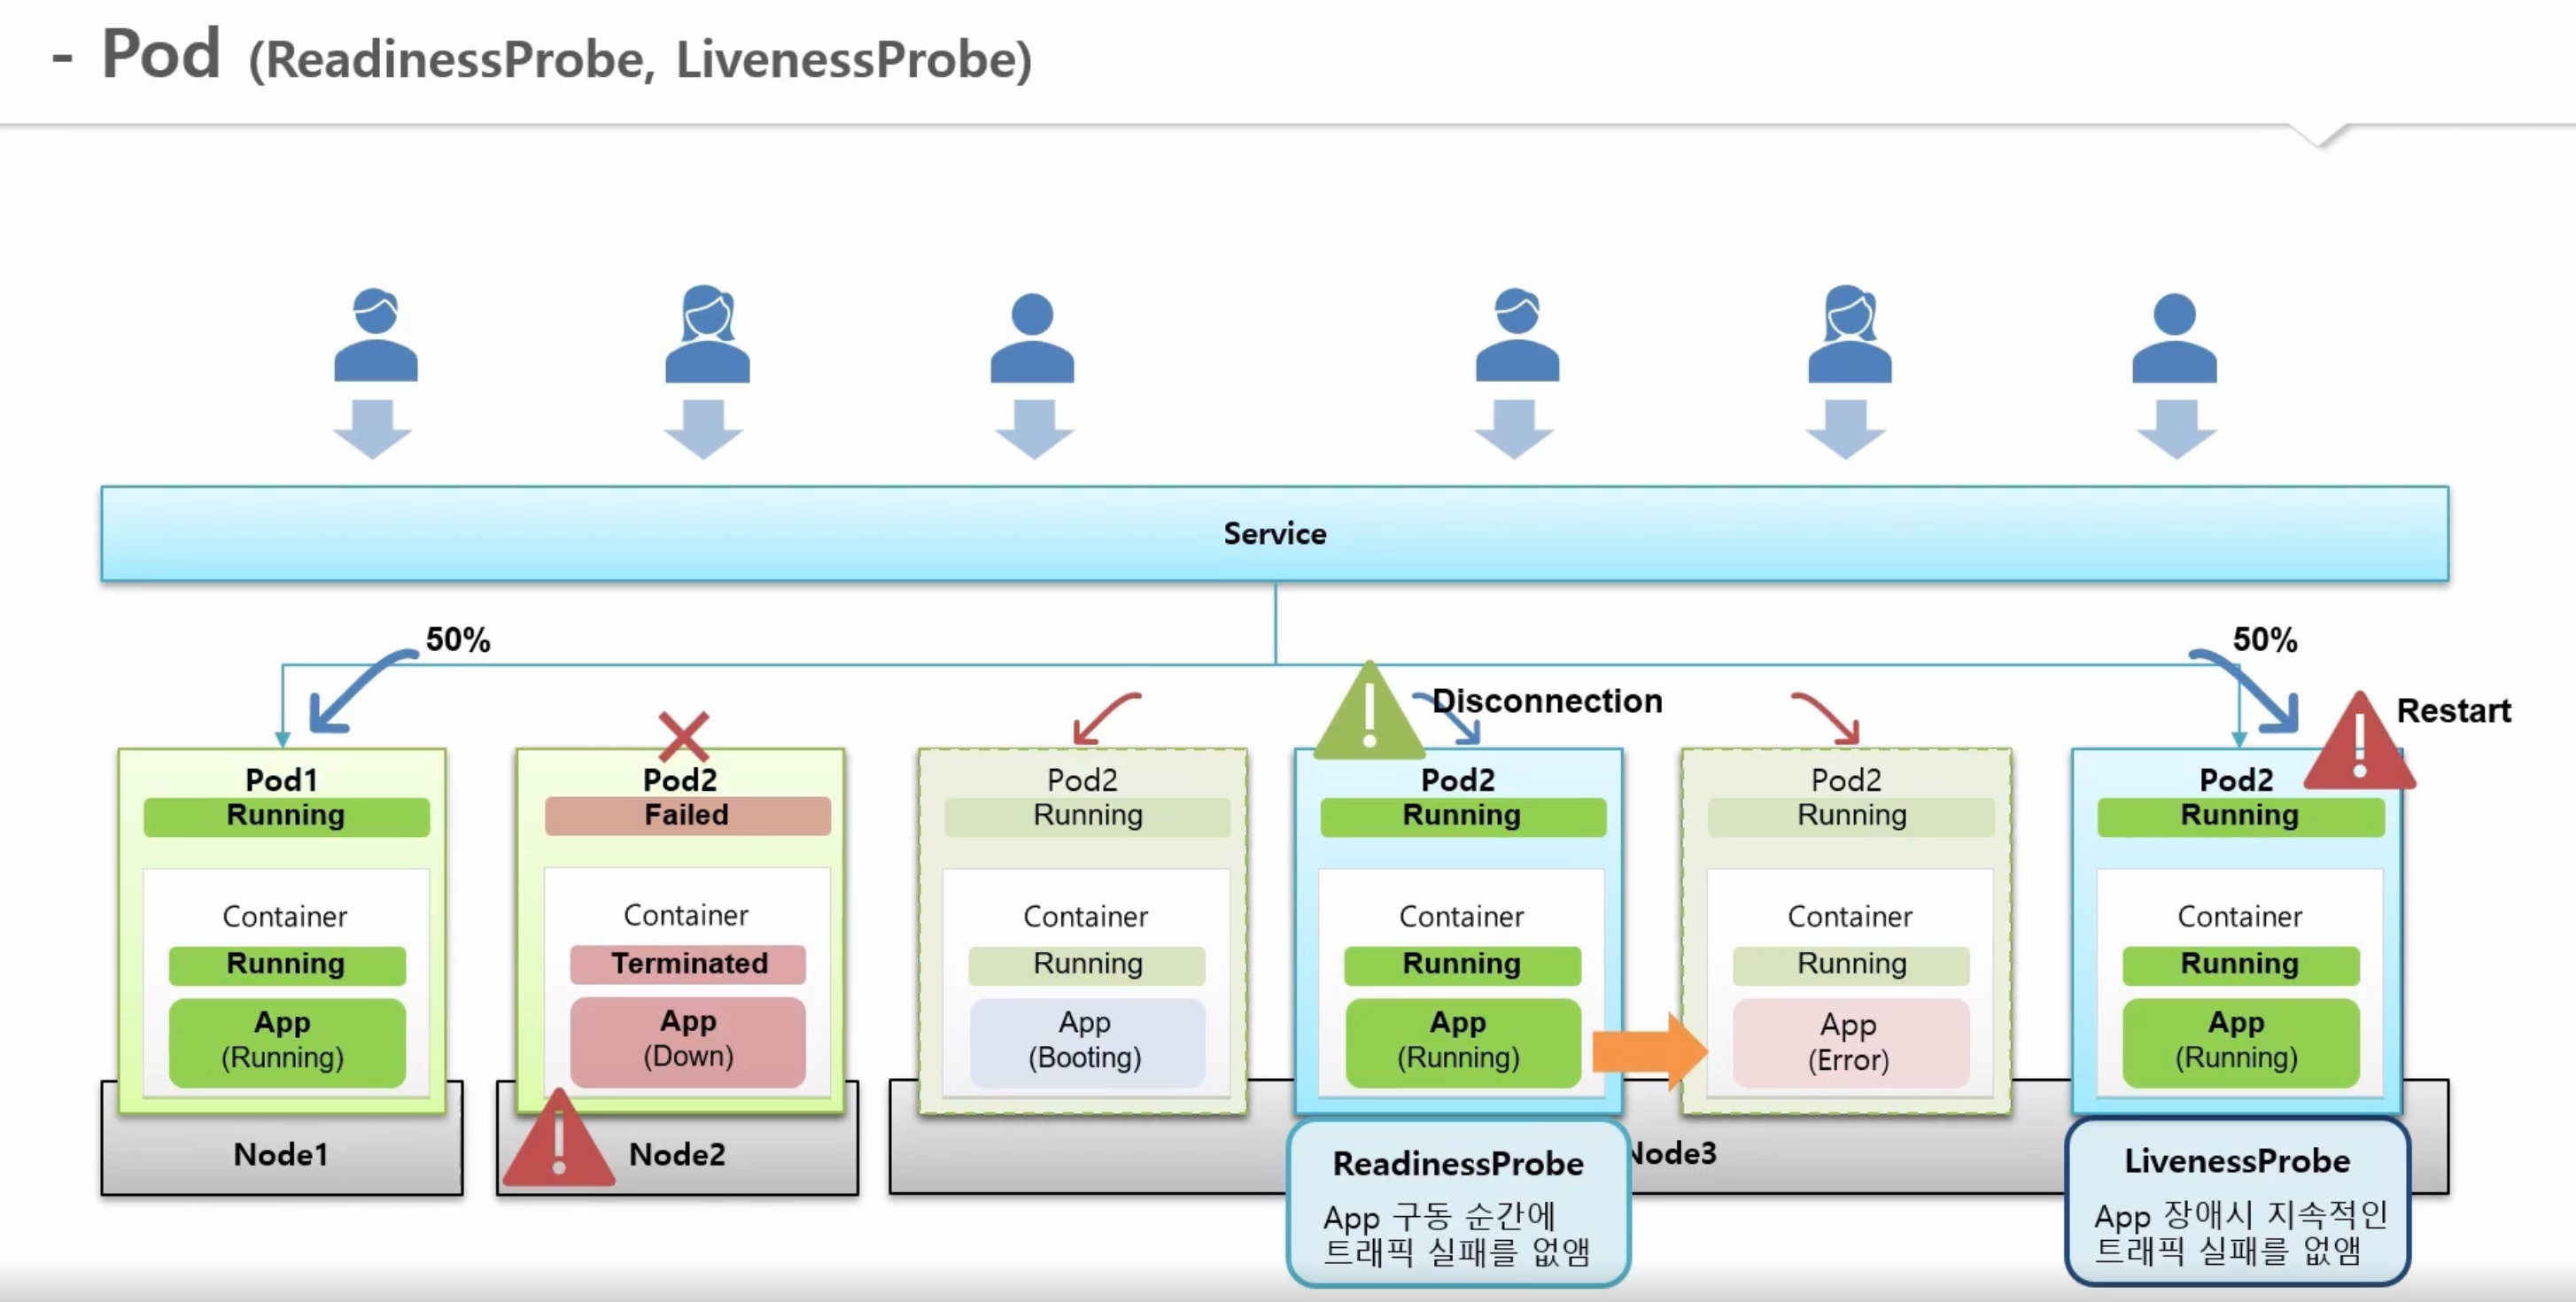 - Pod (ReadinessProbe, LivenessProbe)
Service
50%
50%
Disconnection
Restart
Pod1
Running
Container
Running
App
(Running)
Node1
Pod2
Failed
Container
Terminated
App
(Down)
Node2
Pod2
Running
Container
Running
App
(Booting)
Pod2
Running
Container
Running
App
(Running)
Pod2
Running
Container
Running
App
(Error)
Pod2
Running
Container
Running
App
(Running)
Node3
ReadinessProbe
App 구동 순간에
트래픽 실패를 없앰
LivenessProbe
App 장애시 지속적인
트래픽 실패를 없앰